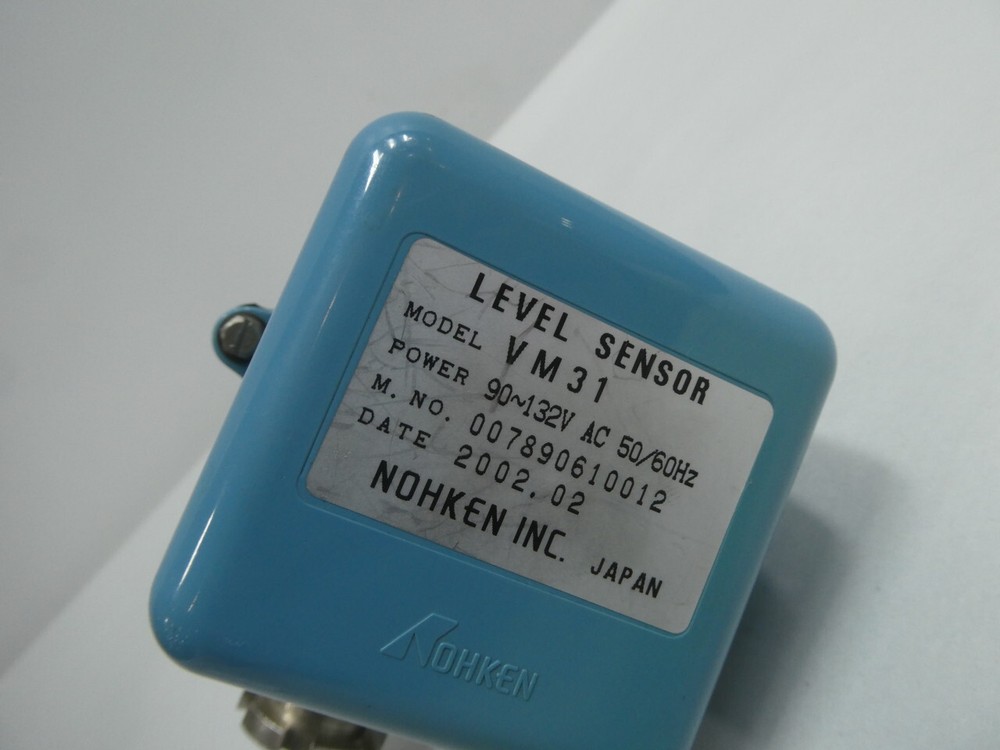 LEVEL SENSOR
MODEL VM31
POWER 90~132V AC 50/60Hz
M. NO. 007890610012
DATE 2002.02
NOHKEN INC. JAPAN
NOHKEN